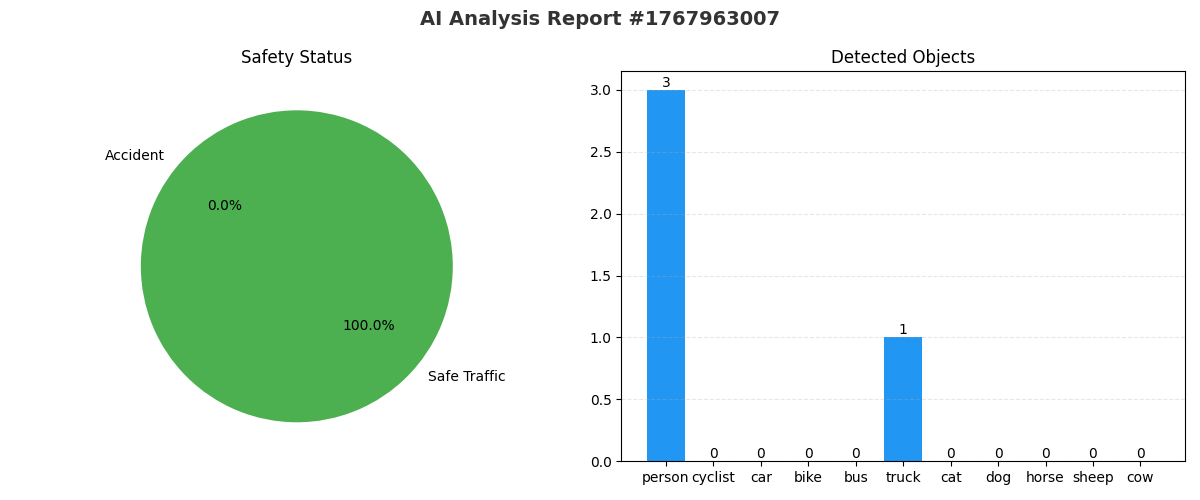 AI Analysis Report #1767963007
Safety Status
Accident
0.0%
100.0%
Safe Traffic
Detected Objects
3.0
2.5
2.0
1.5
1.0
0.5
0.0
3 0 0 0 0 1 0 0 0 0 0
person cyclist car bike bus truck cat dog horse sheep cow